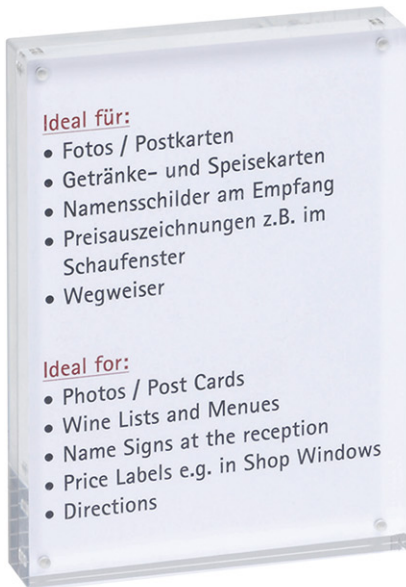 Ideal für:
• Fotos / Postkarten
• Getränke- und Speisekarten
• Namensschilder am Empfang
• Preisauszeichnungen z.B. im
Schaufenster
• Wegweiser
Ideal for:
• Photos / Post Cards
• Wine Lists and Menues
• Name Signs at the reception
• Price Labels e.g. in Shop Windows
• Directions